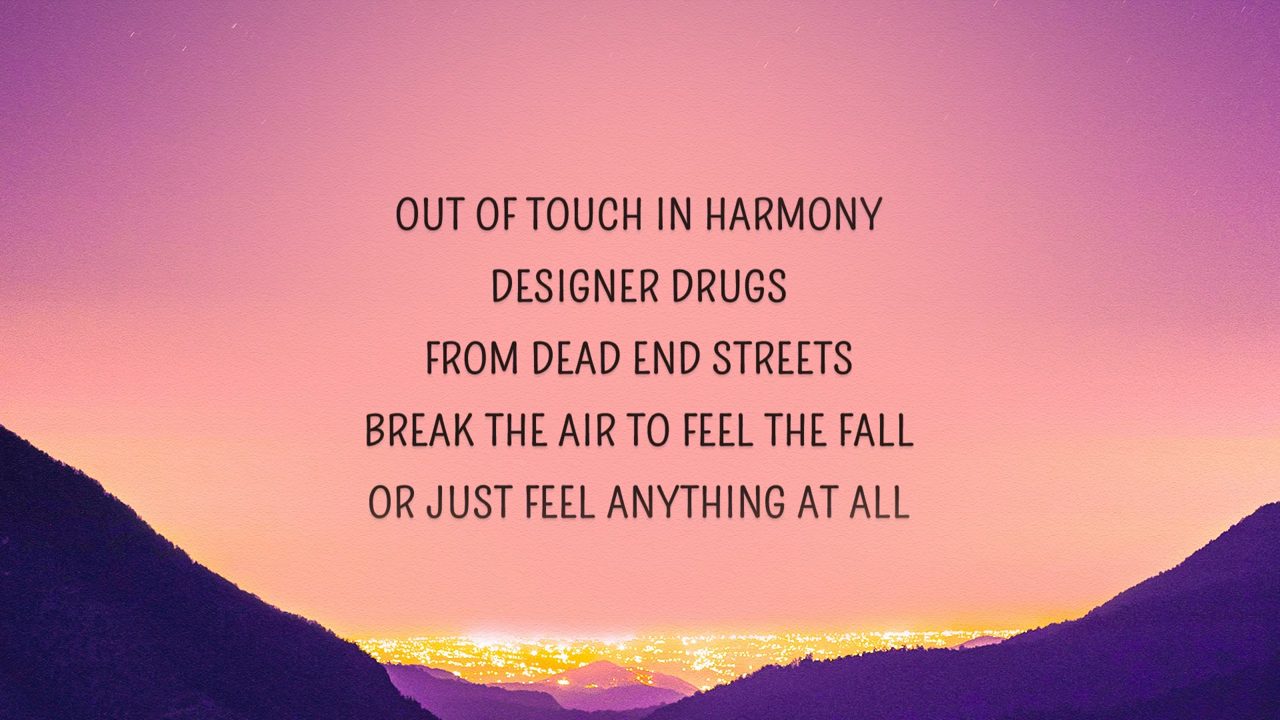 OUT OF TOUCH IN HARMONY
DESIGNER DRUGS
FROM DEAD END STREETS
BREAK THE AIR TO FEEL THE FALL
OR JUST FEEL ANYTHING AT ALL